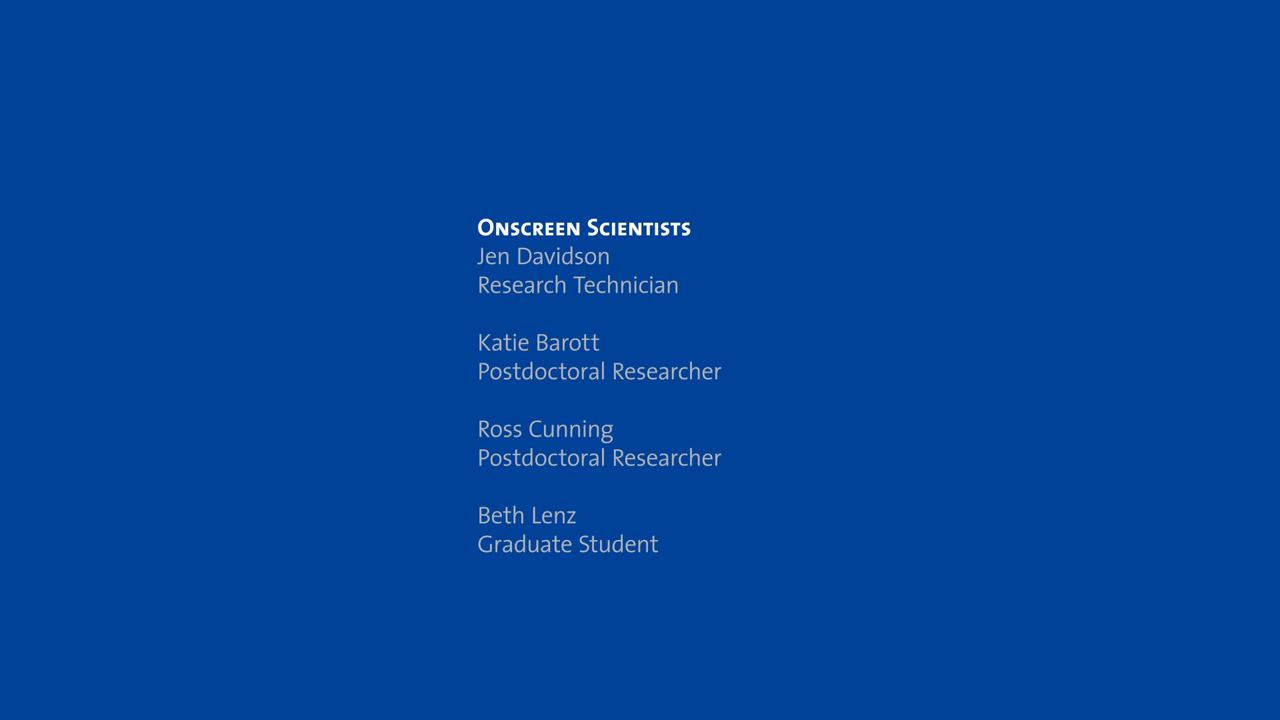 Onscreen Scientists
Jen Davidson
Research Technician
Katie Barott
Postdoctoral Researcher
Ross Cunning
Postdoctoral Researcher
Beth Lenz
Graduate Student